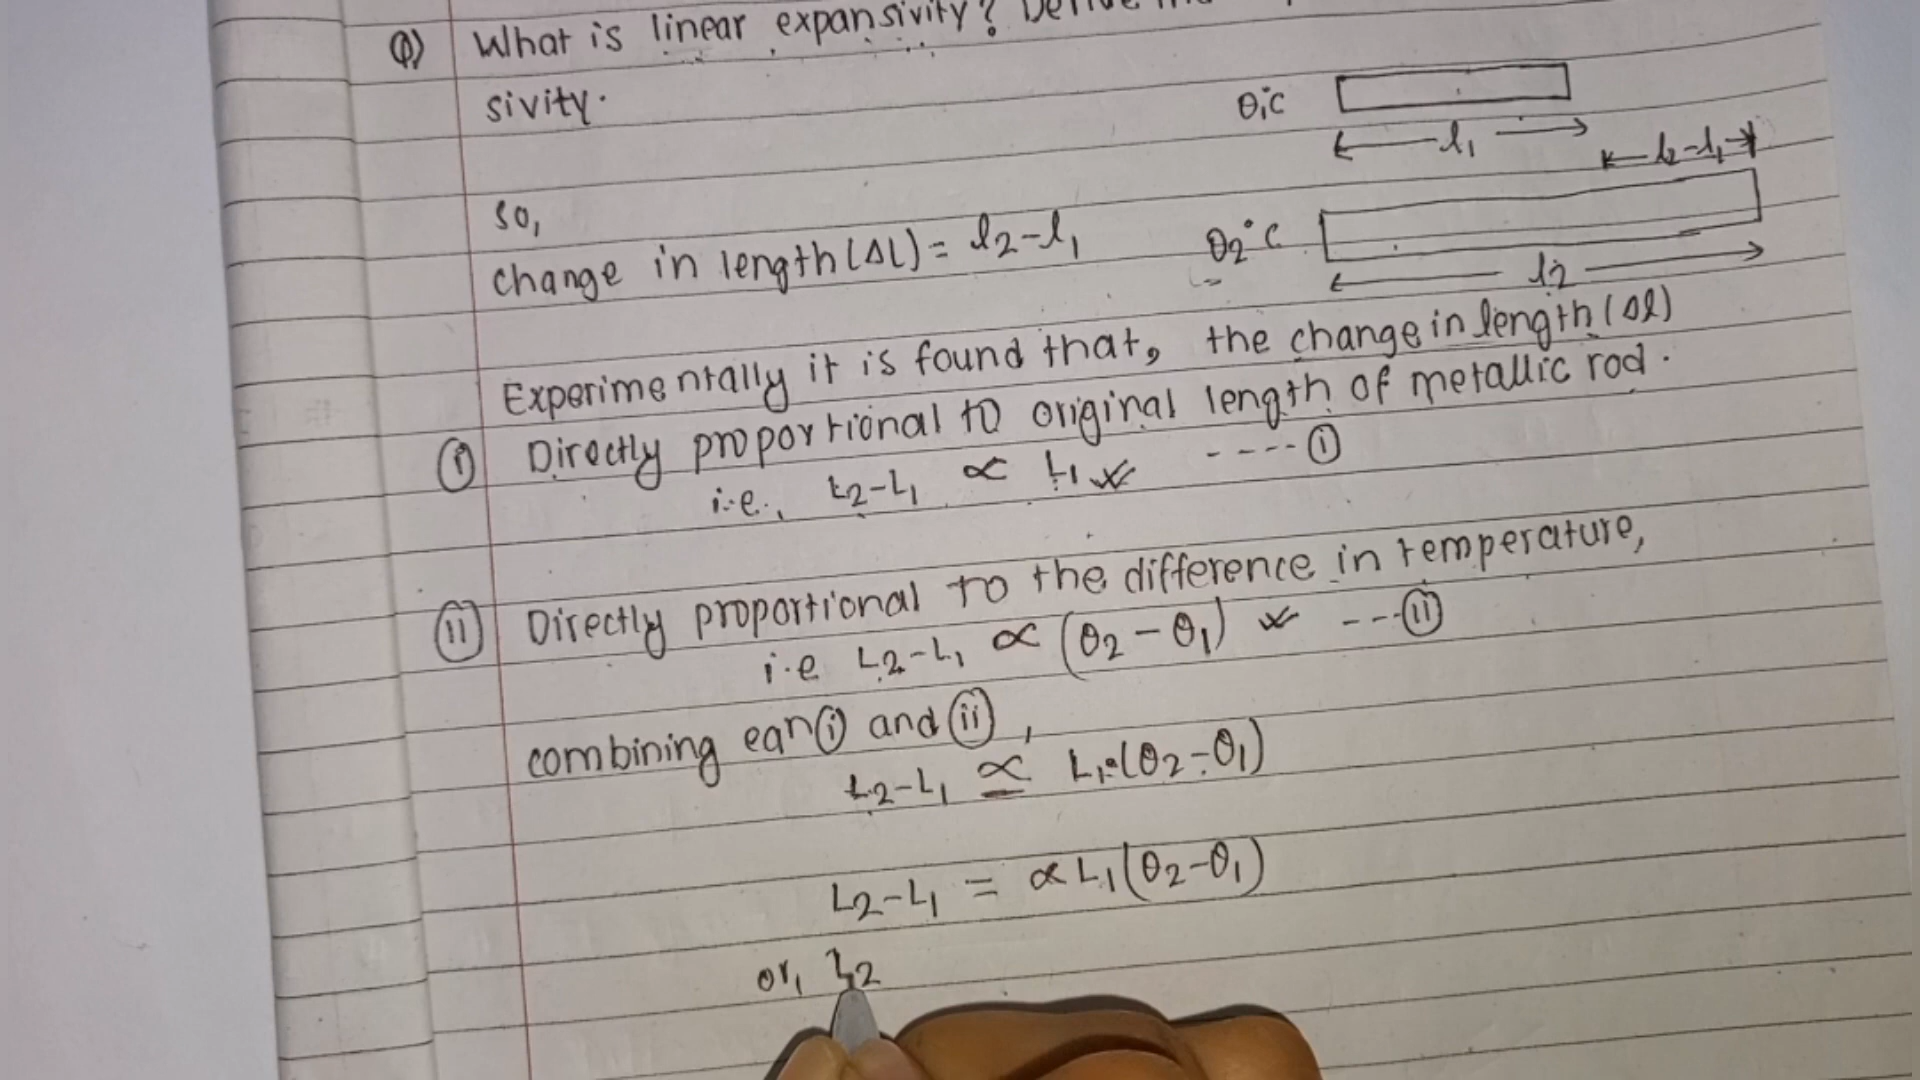 Q) What is linear expansivity? Derive
sivity.
θ1°C
l1
l2-l1
so,
change in length (ΔL) = l2-l1
θ2°C
l2
Experimentally it is found that, the change in length (Δl)
(i) Directly proportional to original length of metallic rod.
i.e., L2-L1 ∝ L1 ----(i)
(ii) Directly proportional to the difference in temperature,
i.e L2-L1 ∝ (θ2-θ1) ---(ii)
combining eqn (i) and (ii),
L2-L1 ∝ L1.(θ2-θ1)
L2-L1 = ∝L1(θ2-θ1)
or, L2